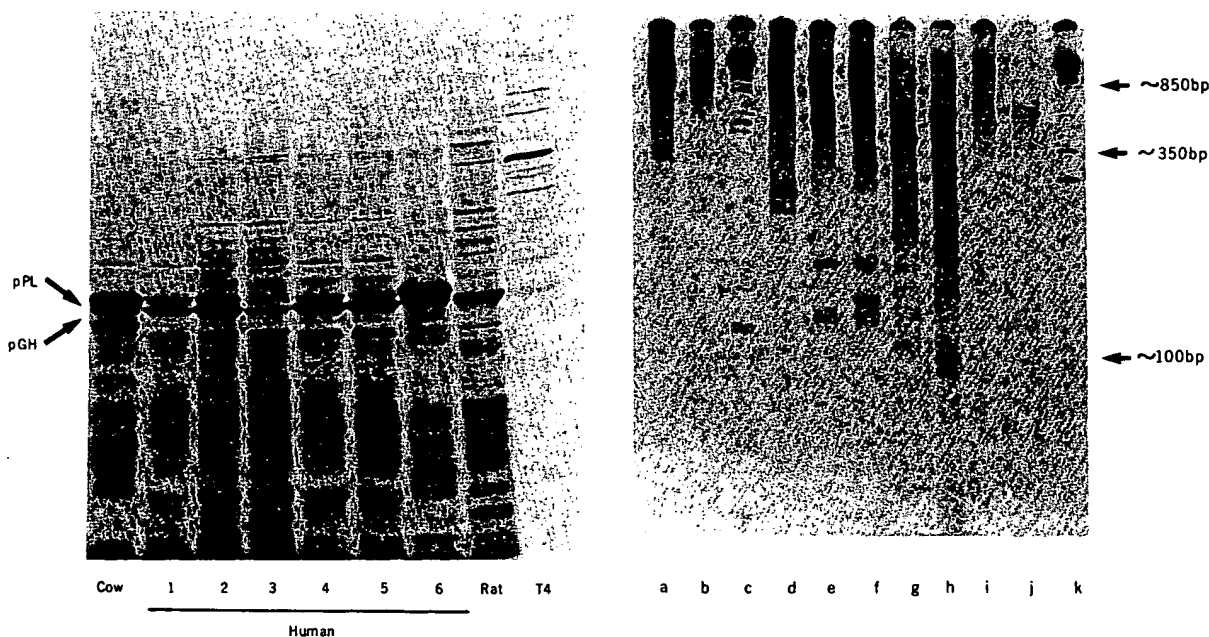 pPL
pGH
Cow 1 2 3 4 5 6 Rat T4
Human
~850bp
~350bp
~100bp
a b c d e f g h i j k